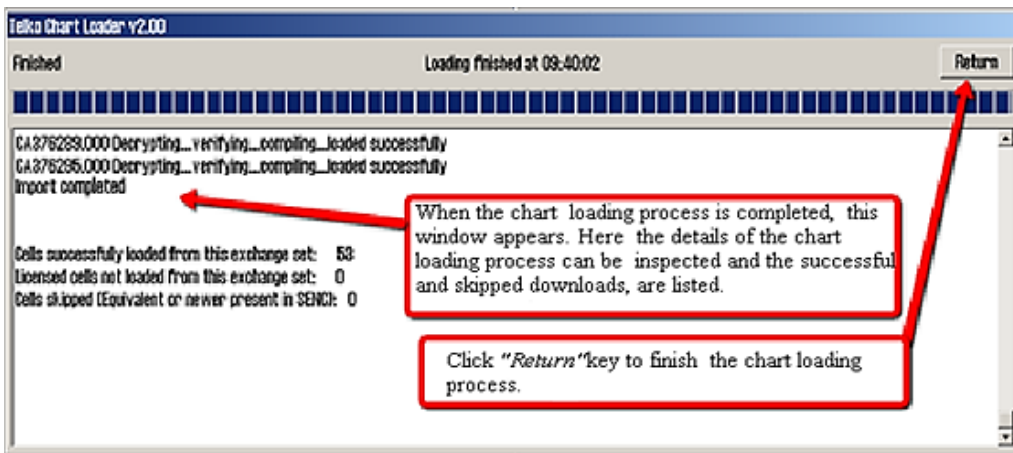 Telko Chart Loader v2.00
Finished
Loading finished at 09:40:02
Return
CA376289.000 Decrypting... verifying... compiling... loaded successfully
CA376295.000 Decrypting... verifying... compiling... loaded successfully
Import completed
When the chart loading process is completed, this
window appears. Here the details of the chart
loading process can be inspected and the successful
and skipped downloads, are listed.
Cells successfully loaded from this exchange set: 53
Licensed cells not loaded from this exchange set: 0
Cells skipped (Equivalent or newer present in SENC): 0
Click "Return"key to finish the chart loading
process.